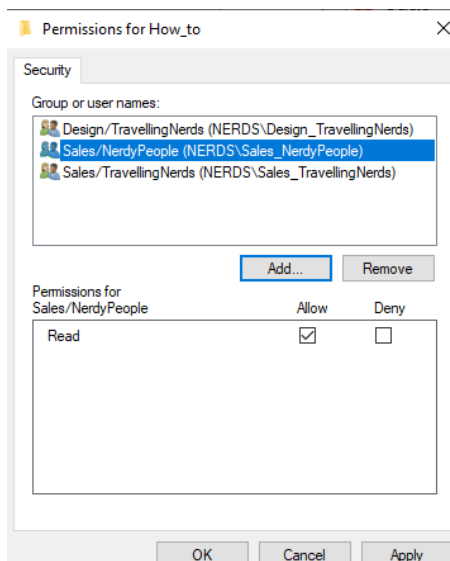 Permissions for How_to
Security
Group or user names:
Design/TravellingNerds (NERDS\Design_TravellingNerds)
Sales/NerdyPeople (NERDS\Sales_NerdyPeople)
Sales/TravellingNerds (NERDS\Sales_TravellingNerds)
Add... Remove
Permissions for
Sales/NerdyPeople Allow Deny
Read
OK Cancel Apply